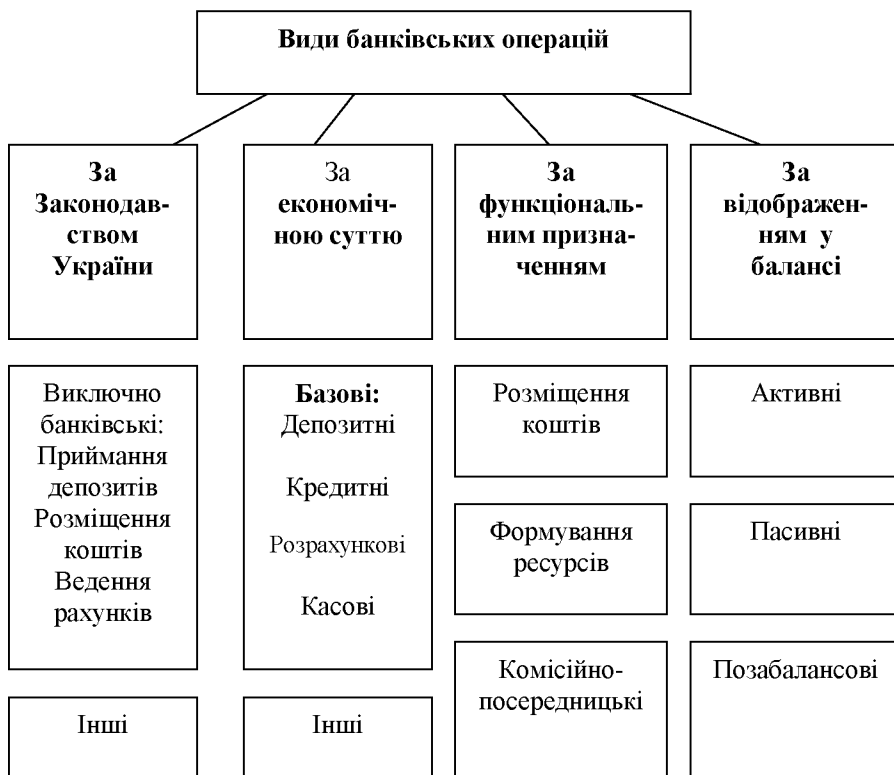 Види банківських операцій
За
Законодав-
ством
України
За
економіч-
ною суттю
За
функціональ-
ним призна-
ченням
За
відображен-
ням у
балансі
Виключно
банківські:
Приймання
депозитів
Розміщення
коштів
Ведення
рахунків
Інші
Базові:
Депозитні
Кредитні
Розрахункові
Касові
Інші
Розміщення
коштів
Формування
ресурсів
Комісійно-
посередницькі
Активні
Пасивні
Позабалансові